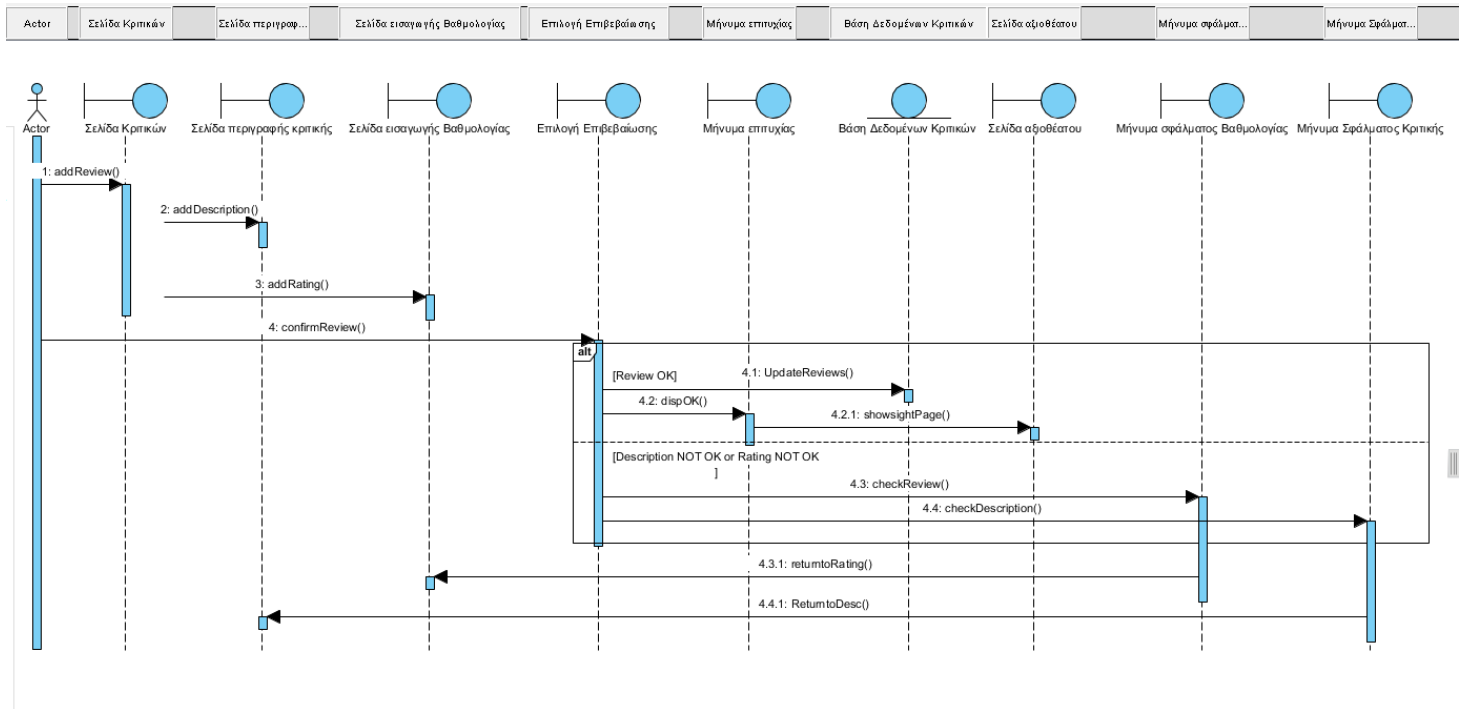 Actor
Σελίδα Κριτικών
Σελίδα περιγραφ...
Σελίδα εισαγωγής Βαθμολογίας
Επιλογή Επιβεβαίωσης
Μήνυμα επιτυχίας
Βάση Δεδομένων Κριτικών
Σελίδα αξιοθέατου
Μήνυμα σφάλματ...
Μήνυμα Σφάλματ...
Actor
Σελίδα Κριτικών
Σελίδα περιγραφής κριτικής
Σελίδα εισαγωγής Βαθμολογίας
Επιλογή Επιβεβαίωσης
Μήνυμα επιτυχίας
Βάση Δεδομένων Κριτικών
Σελίδα αξιοθέατου
Μήνυμα σφάλματος Βαθμολογίας
Μήνυμα Σφάλματος Κριτικής
1: addReview()
2: addDescription()
3: addRating()
4: confirmReview()
alt
[Review OK]
4.1: UpdateReviews()
4.2: dispOK()
4.2.1: showsightPage()
[Description NOT OK or Rating NOT OK
]
4.3: checkReview()
4.4: checkDescription()
4.3.1: returntoRating()
4.4.1: ReturntoDesc()